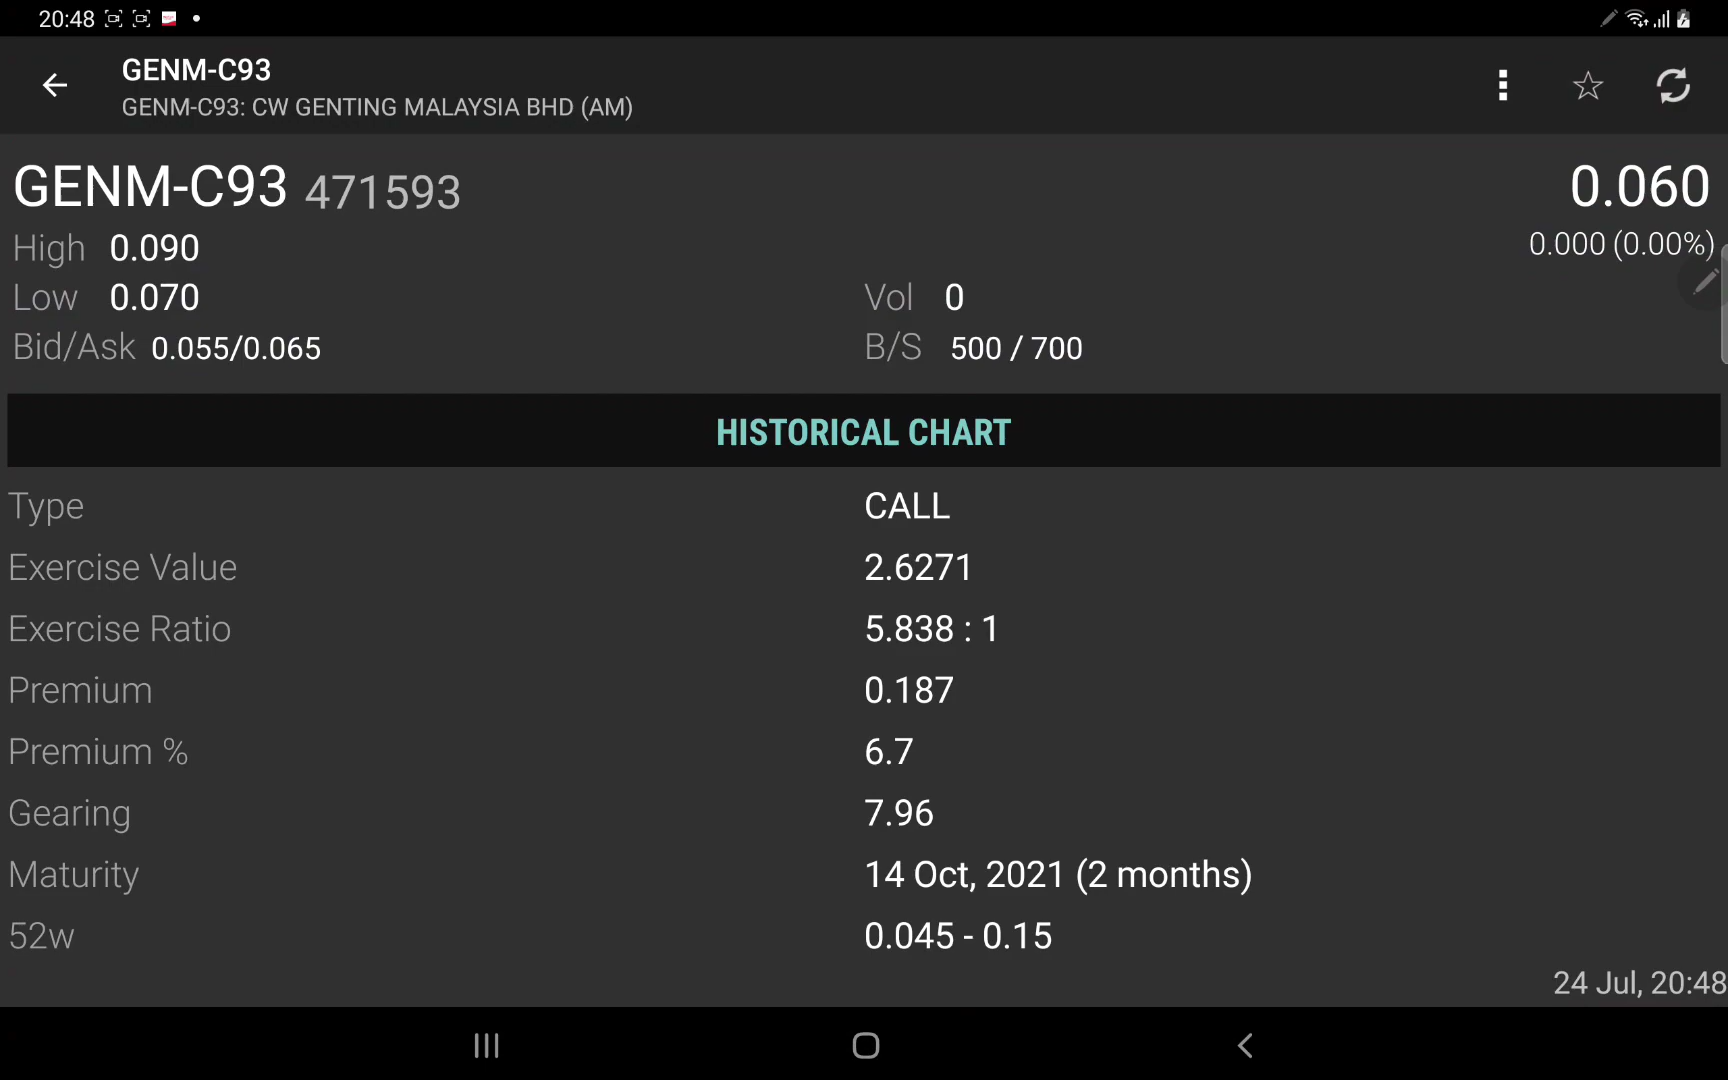 20:48
GENM-C93
GENM-C93: CW GENTING MALAYSIA BHD (AM)
GENM-C93 471593
0.060
High 0.090
0.000 (0.00%)
Low 0.070
Vol 0
Bid/Ask 0.055/0.065
B/S 500 / 700
HISTORICAL CHART
Type CALL
Exercise Value 2.6271
Exercise Ratio 5.838 : 1
Premium 0.187
Premium % 6.7
Gearing 7.96
Maturity 14 Oct, 2021 (2 months)
52w 0.045 - 0.15
24 Jul, 20:48